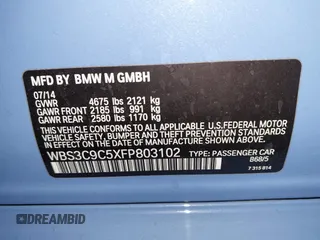 MFD BY BMW M GMBH
07/14
GVWR 4675 lbs 2121 kg
GAWR FRONT 2185 lbs 991 kg
GAWR REAR 2580 lbs 1170 kg
THIS VEHICLE CONFORMS TO ALL APPLICABLE U.S.FEDERAL MOTOR
VEHICLE SAFETY, BUMPER, AND THEFT PREVENTION STANDARDS
IN EFFECT ON THE DATE OF MANUFACTURE SHOWN ABOVE.
WBS3C9C5XFP803102 TYPE: PASSENGER CAR
868/5
7 315 814
DREAMBID